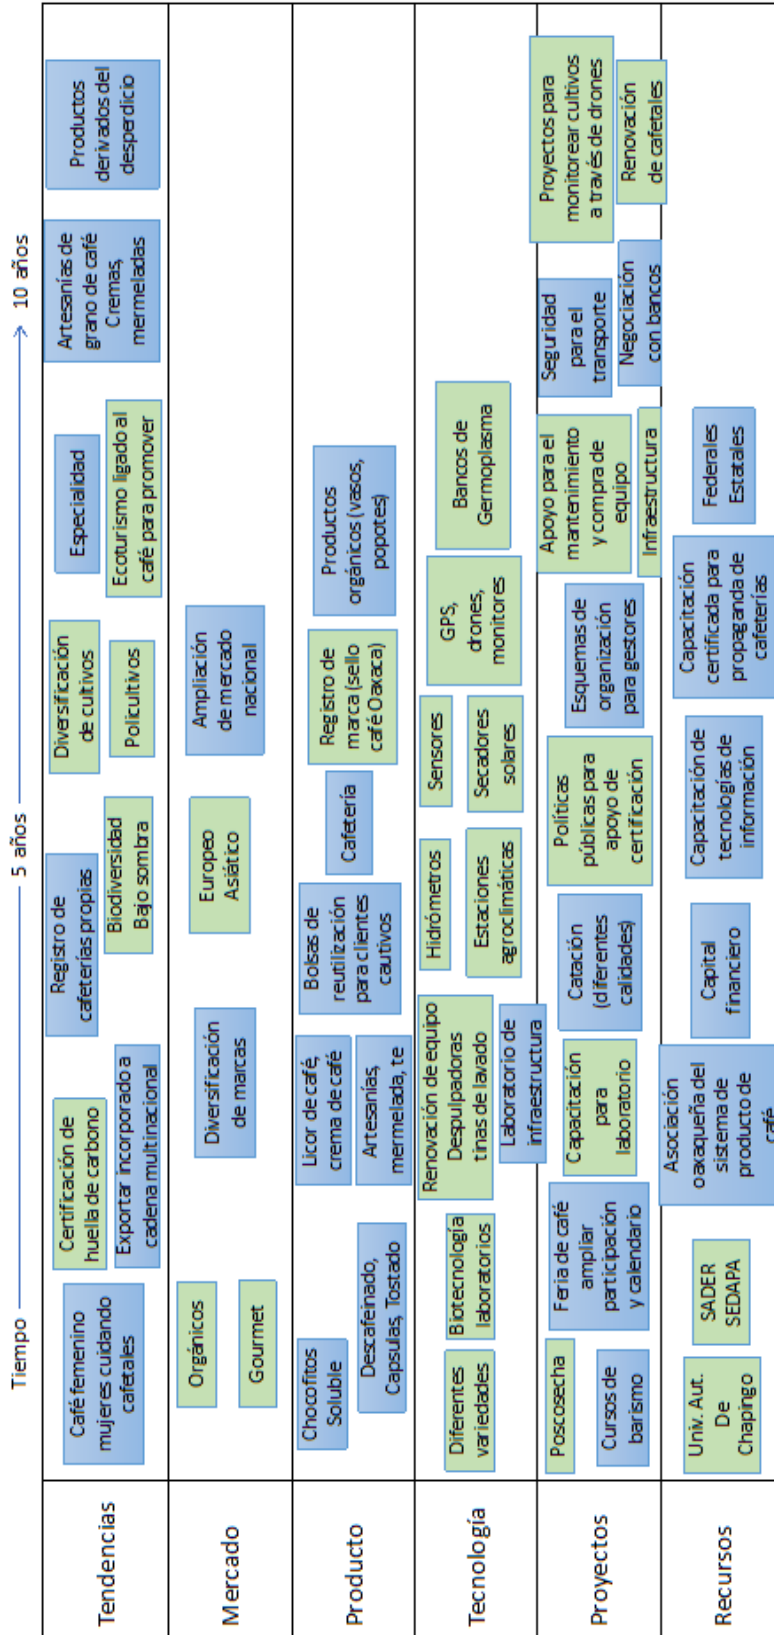 Tiempo
5 años
10 años
Tendencias
Café femenino
mujeres cuidando
cafetales
Certificación de
huella de carbono
Exportar incorporado a
cadena multinacional
Registro de
cafeterías propias
Biodiversidad
Bajo sombra
Diversificación
de cultivos
Policultivos
Especialidad
Ecoturismo ligado al
café para promover
Artesanías de
grano de café
Cremas,
mermeladas
Productos
derivados del
desperdicio
Mercado
Orgánicos
Gourmet
Diversificación
de marcas
Europeo
Asiático
Ampliación
de mercado
nacional
Producto
Chocofitos
Soluble
Descafeinado,
Capsulas, Tostado
Licor de café,
crema de café
Artesanías,
mermelada, te
Bolsas de
reutilización
para clientes
cautivos
Cafetería
Registro de
marca (sello
café Oaxaca)
Productos
orgánicos (vasos,
popotes)
Tecnología
Diferentes
variedades
Biotecnología
laboratorios
Renovación de equipo
Despulpadoras
tinas de lavado
Laboratorio de
infraestructura
Hidrómetros
Estaciones
agroclimáticas
Sensores
Secadores
solares
GPS,
drones,
monitores
Bancos de
Germoplasma
Proyectos
Poscosecha
Cursos de
barismo
Feria de café
ampliar
participación
y calendario
Capacitación
para
laboratorio
Catación
(diferentes
calidades)
Políticas
públicas para
apoyo de
certificación
Esquemas de
organización
para gestores
Apoyo para el
mantenimiento
y compra de
equipo
Infraestructura
Seguridad
para el
transporte
Negociación
con bancos
Proyectos para
monitorear cultivos
a través de drones
Renovación
de cafetales
Recursos
Univ. Aut.
De
Chapingo
SADER
SEDAPA
Asociación
oaxaqueña del
sistema de
producto de
café
Capital
financiero
Capacitación de
tecnologías de
información
Capacitación
certificada para
propaganda de
cafeterías
Federales
Estatales